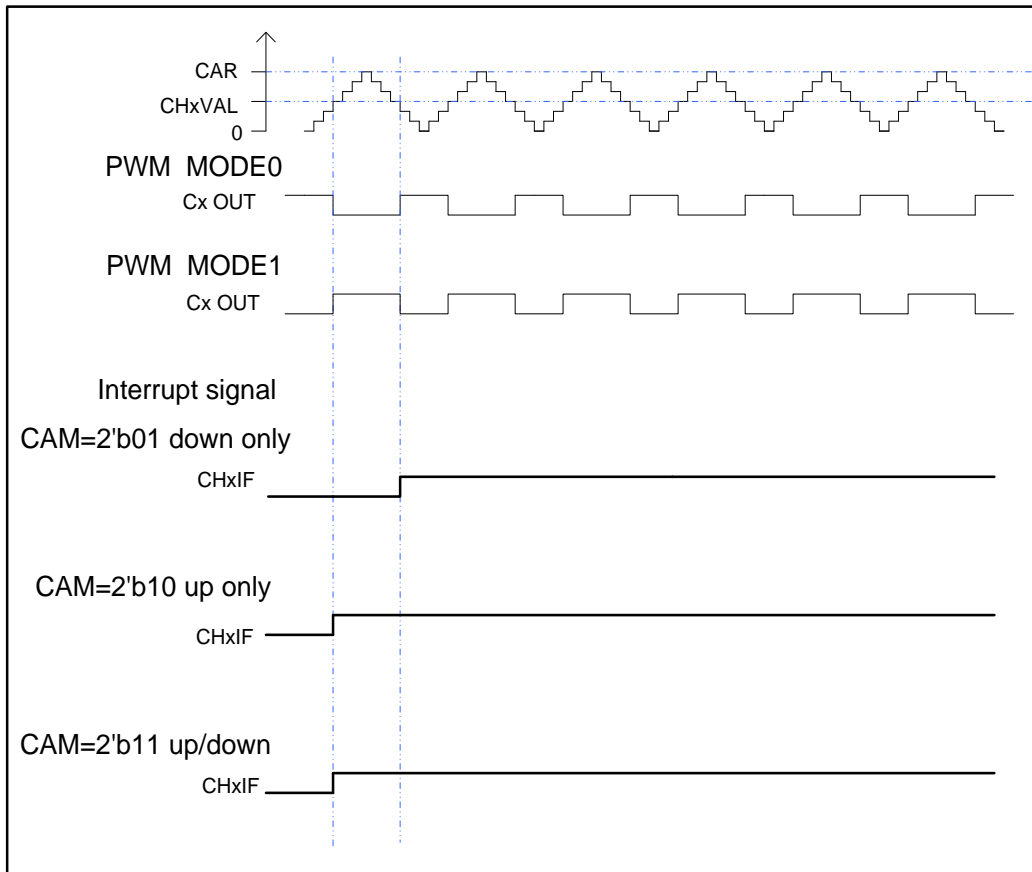 CAR
CHxVAL
0
PWM MODE0
Cx OUT
PWM MODE1
Cx OUT
Interrupt signal
CAM=2'b01 down only
CHxIF
CAM=2'b10 up only
CHxIF
CAM=2'b11 up/down
CHxIF